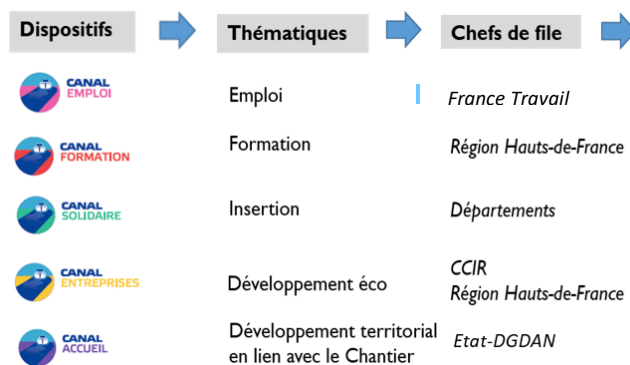 Dispositifs Thématiques Chefs de file
CANAL
EMPLOI
Emploi
France Travail
CANAL
FORMATION
Formation
Région Hauts-de-France
CANAL
SOLIDAIRE
Insertion
Départements
CANAL
ENTREPRISES
Développement éco
CCIR
Région Hauts-de-France
CANAL
ACCUEIL
Développement territorial
en lien avec le Chantier
Etat-DGDAN